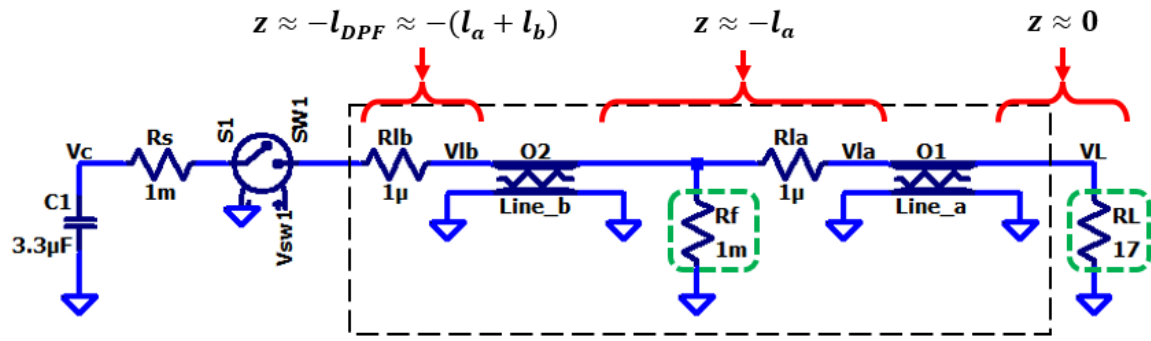 z ≈ −l_DPF ≈ −(l_a + l_b)
z ≈ −l_a
z ≈ 0
Vc
Rs
1m
S1
SW1
Vsw1
C1
3.3µF
Rlb
1µ
Vlb
O2
Line_b
Rf
1m
Rla
1µ
Vla
O1
Line_a
VL
RL
17